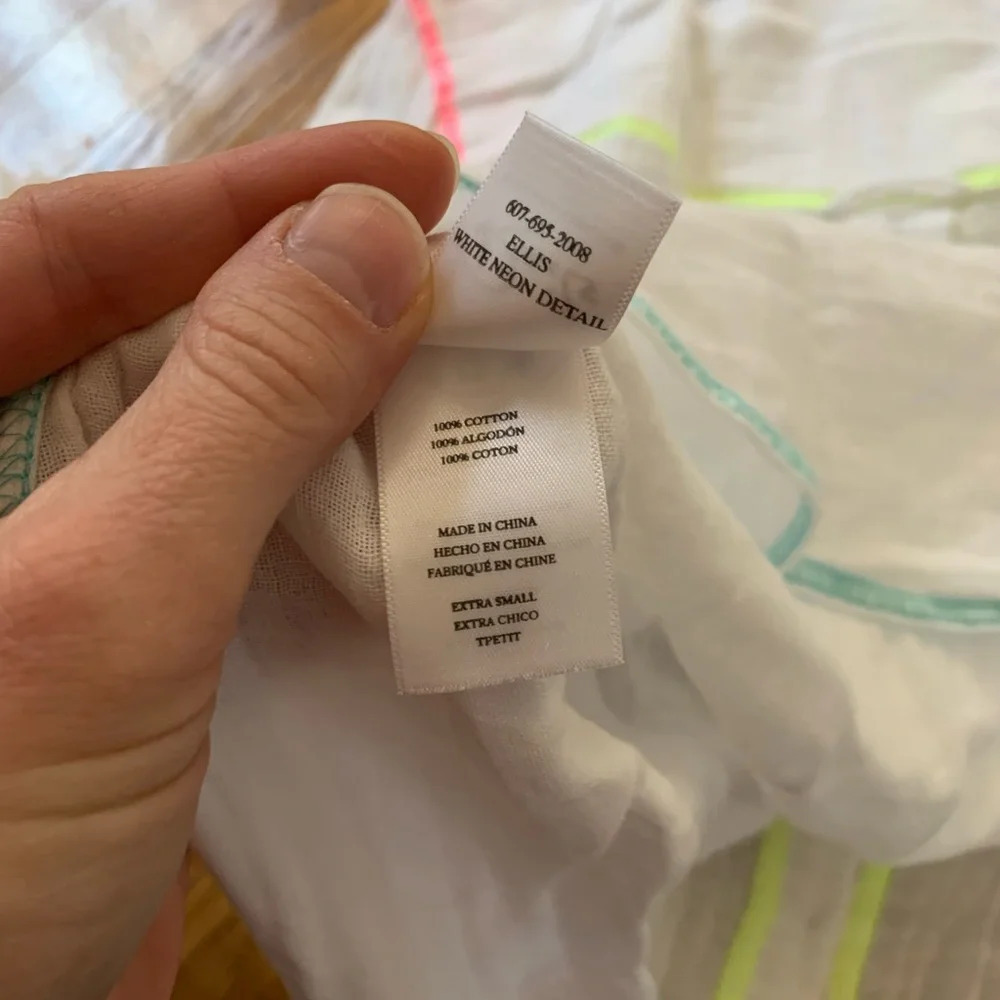 607-695-2008
ELLIS
WHITE NEON DETAIL
100% COTTON
100% ALGODÓN
100% COTON
MADE IN CHINA
HECHO EN CHINA
FABRIQUÉ EN CHINE
EXTRA SMALL
EXTRA CHICO
TPETIT